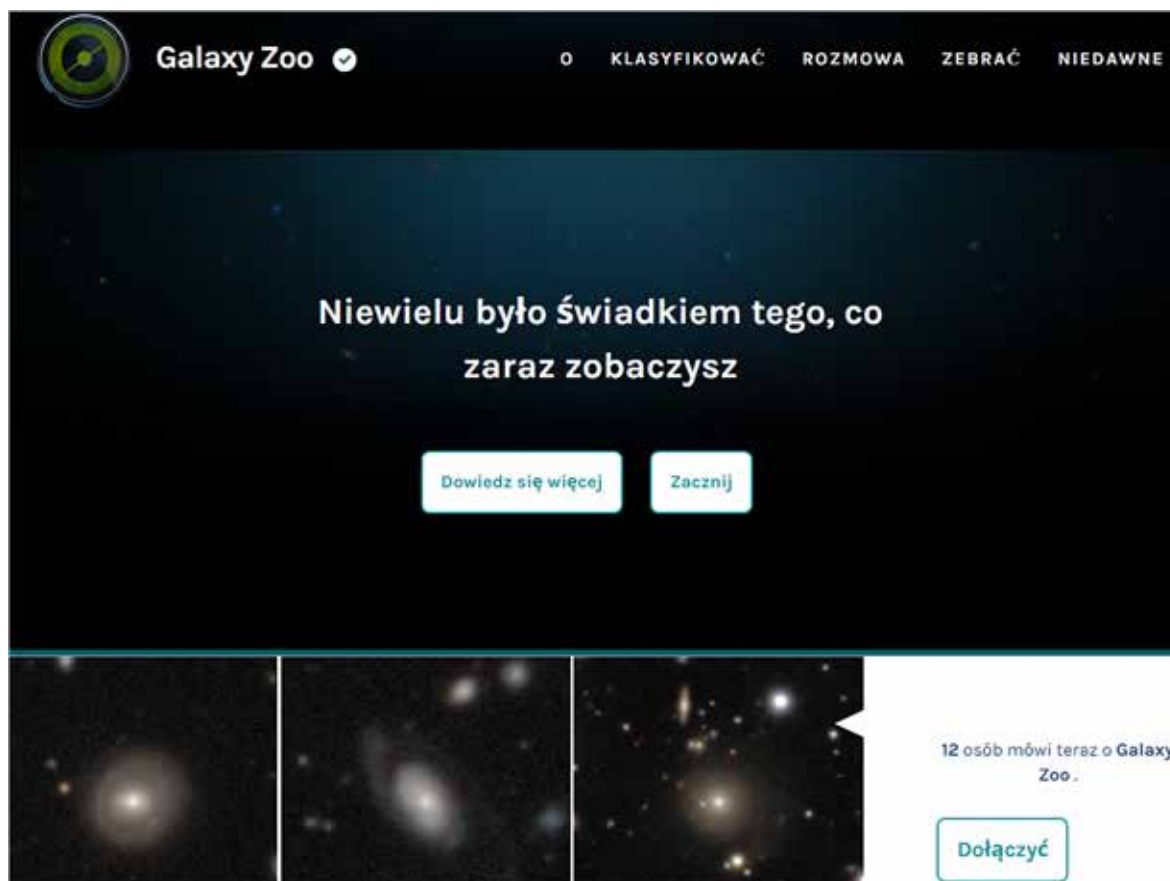 Galaxy Zoo
O KLASYFIKOWAĆ ROZMOWA ZEBRAĆ NIEDAWNE
Niewielu było świadkiem tego, co
zaraz zobaczysz
Dowiedz się więcej
Zacznij
12 osób mówi teraz o Galaxy
Zoo .
Dołączyć